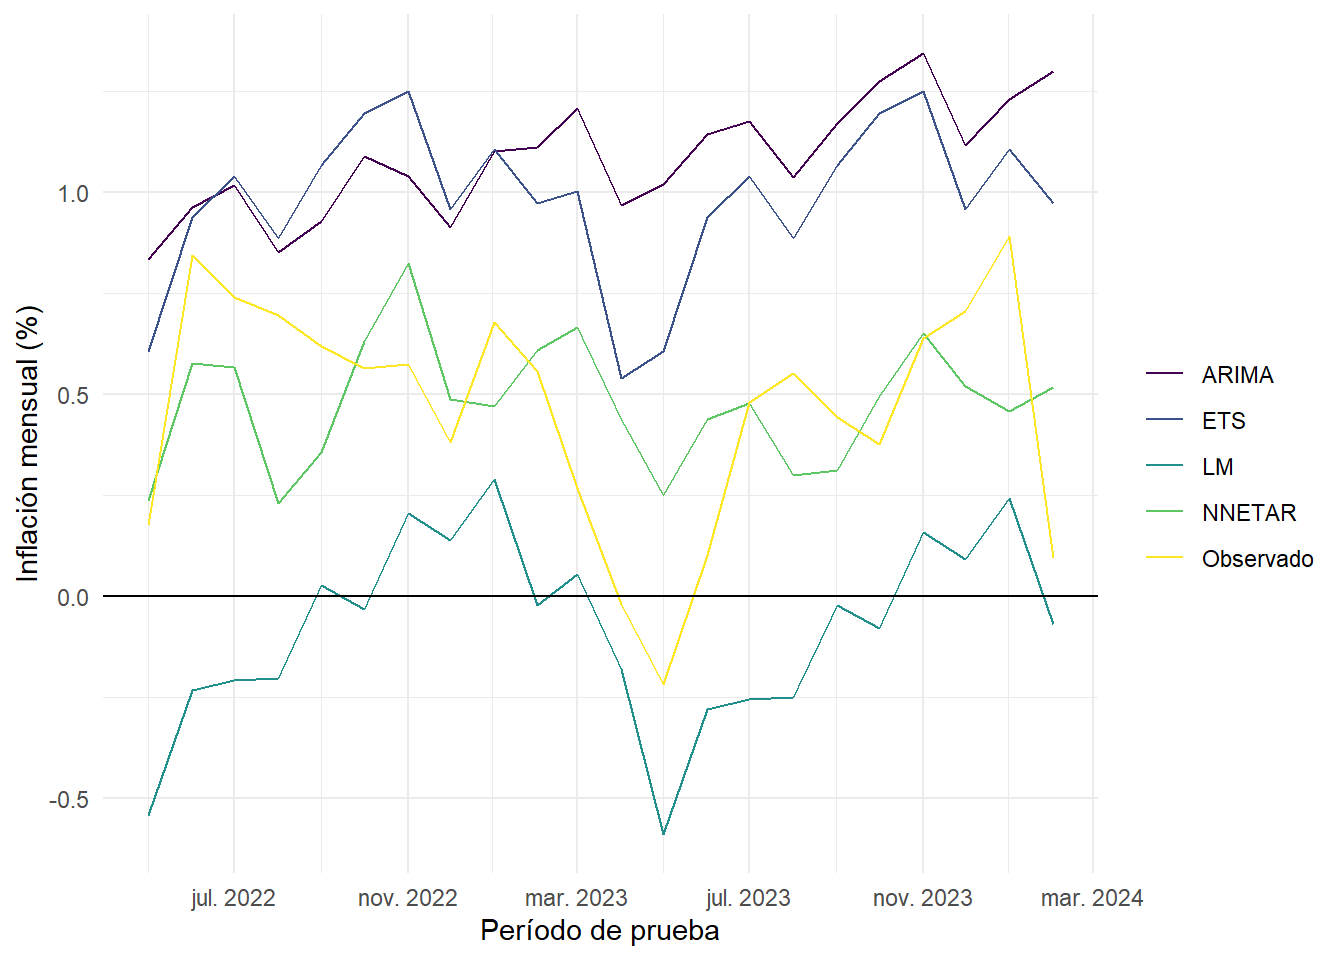 Inflación mensual (%)
1.0
0.5
0.0
-0.5
jul. 2022
nov. 2022
mar. 2023
jul. 2023
nov. 2023
mar. 2024
Período de prueba
ARIMA
ETS
LM
NNETAR
Observado